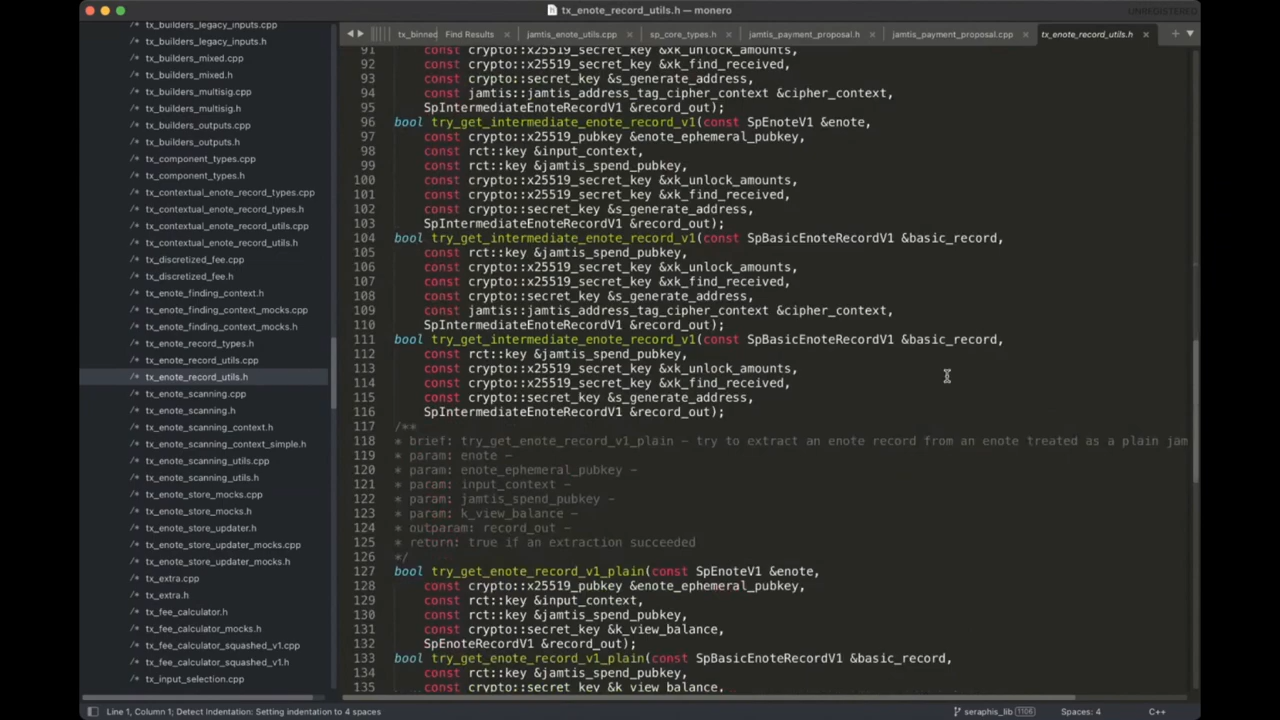 tx_enote_record_utils.h — monero
UNREGISTERED
tx_builders_legacy_inputs.cpp
tx_builders_legacy_inputs.h
tx_builders_mixed.cpp
tx_builders_mixed.h
tx_builders_multisig.cpp
tx_builders_multisig.h
tx_builders_outputs.cpp
tx_builders_outputs.h
tx_component_types.cpp
tx_component_types.h
tx_contextual_enote_record_types.cpp
tx_contextual_enote_record_types.h
tx_contextual_enote_record_utils.cpp
tx_contextual_enote_record_utils.h
tx_discretized_fee.cpp
tx_discretized_fee.h
tx_enote_finding_context.h
tx_enote_finding_context_mocks.cpp
tx_enote_finding_context_mocks.h
tx_enote_record_types.h
tx_enote_record_utils.cpp
tx_enote_record_utils.h
tx_enote_scanning.cpp
tx_enote_scanning.h
tx_enote_scanning_context.h
tx_enote_scanning_context_simple.h
tx_enote_scanning_utils.cpp
tx_enote_scanning_utils.h
tx_enote_store_mocks.cpp
tx_enote_store_mocks.h
tx_enote_store_updater.h
tx_enote_store_updater_mocks.cpp
tx_enote_store_updater_mocks.h
tx_extra.cpp
tx_extra.h
tx_fee_calculator.h
tx_fee_calculator_mocks.h
tx_fee_calculator_squashed_v1.cpp
tx_fee_calculator_squashed_v1.h
tx_input_selection.cpp
tx_binned Find Results × jamtis_enote_utils.cpp × sp_core_types.h × jamtis_payment_proposal.h × jamtis_payment_proposal.cpp × tx_enote_record_utils.h × +
91 const crypto::x25519_secret_key &xk_unlock_amounts,
92 const crypto::x25519_secret_key &xk_find_received,
93 const crypto::secret_key &s_generate_address,
94 const jamtis::jamtis_address_tag_cipher_context &cipher_context,
95 SpIntermediateEnoteRecordV1 &record_out);
96 bool try_get_intermediate_enote_record_v1(const SpEnoteV1 &enote,
97 const crypto::x25519_pubkey &enote_ephemeral_pubkey,
98 const rct::key &input_context,
99 const rct::key &jamtis_spend_pubkey,
100 const crypto::x25519_secret_key &xk_unlock_amounts,
101 const crypto::x25519_secret_key &xk_find_received,
102 const crypto::secret_key &s_generate_address,
103 SpIntermediateEnoteRecordV1 &record_out);
104 bool try_get_intermediate_enote_record_v1(const SpBasicEnoteRecordV1 &basic_record,
105 const rct::key &jamtis_spend_pubkey,
106 const crypto::x25519_secret_key &xk_unlock_amounts,
107 const crypto::x25519_secret_key &xk_find_received,
108 const crypto::secret_key &s_generate_address,
109 const jamtis::jamtis_address_tag_cipher_context &cipher_context,
110 SpIntermediateEnoteRecordV1 &record_out);
111 bool try_get_intermediate_enote_record_v1(const SpBasicEnoteRecordV1 &basic_record,
112 const rct::key &jamtis_spend_pubkey,
113 const crypto::x25519_secret_key &xk_unlock_amounts,
114 const crypto::x25519_secret_key &xk_find_received,
115 const crypto::secret_key &s_generate_address,
116 SpIntermediateEnoteRecordV1 &record_out);
117 /**
118 * brief: try_get_enote_record_v1_plain - try to extract an enote record from an enote treated as a plain jam
119 * param: enote -
120 * param: enote_ephemeral_pubkey -
121 * param: input_context -
122 * param: jamtis_spend_pubkey -
123 * param: k_view_balance -
124 * outparam: record_out -
125 * return: true if an extraction succeeded
126 */
127 bool try_get_enote_record_v1_plain(const SpEnoteV1 &enote,
128 const crypto::x25519_pubkey &enote_ephemeral_pubkey,
129 const rct::key &input_context,
130 const rct::key &jamtis_spend_pubkey,
131 const crypto::secret_key &k_view_balance,
132 SpEnoteRecordV1 &record_out);
133 bool try_get_enote_record_v1_plain(const SpBasicEnoteRecordV1 &basic_record,
134 const rct::key &jamtis_spend_pubkey,
135 const crypto::secret_key &k_view_balance,
Line 1, Column 1; Detect Indentation: Setting indentation to 4 spaces seraphis_lib 1106 Spaces: 4 C++